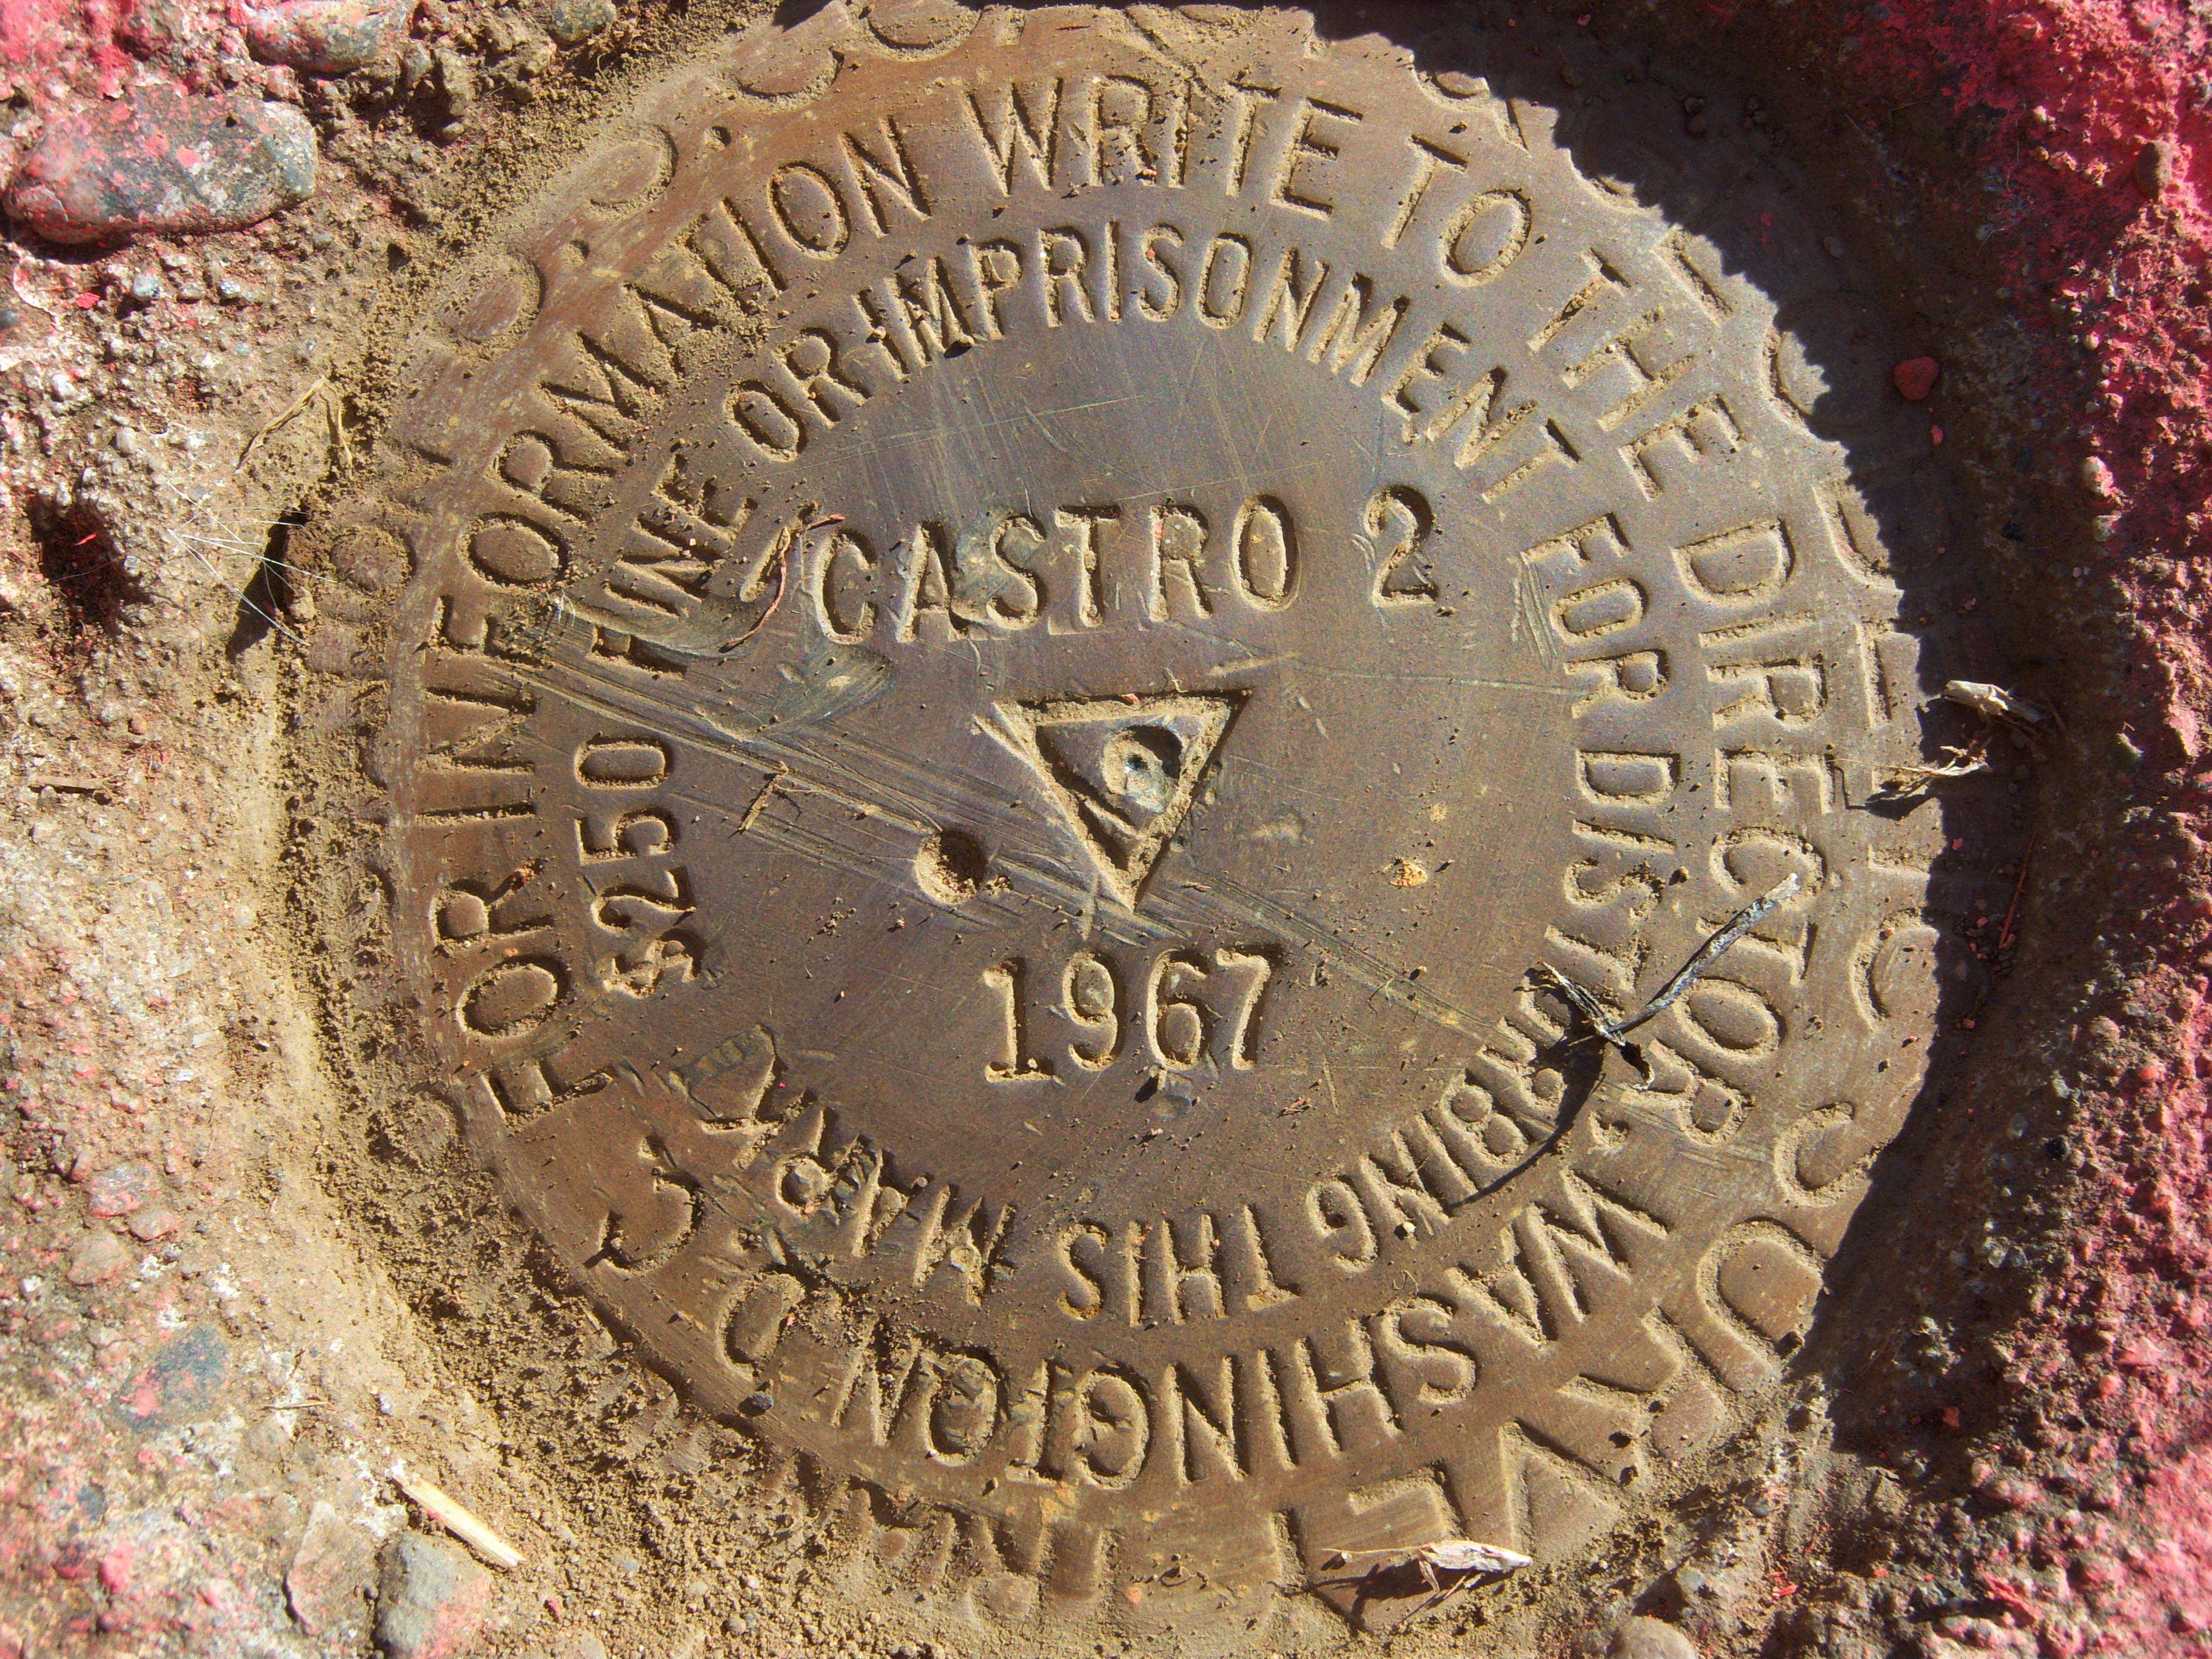 FOR INFORMATION WRITE TO THE DIRECTOR, WASHINGTON D.C.
$250 FINE OR IMPRISONMENT FOR DISTURBING THIS MARK
CASTRO 2
1967